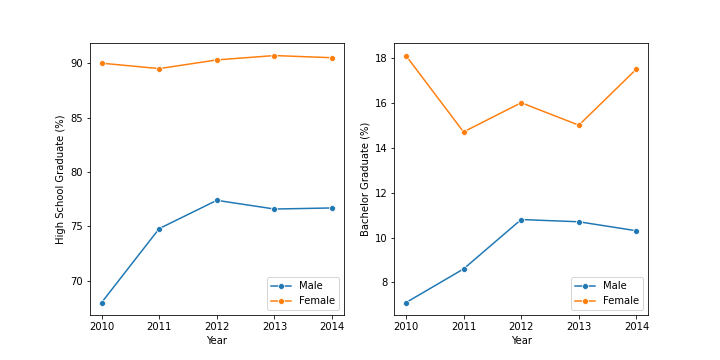 High School Graduate (%)
90
85
80
75
70
2010 2011 2012 2013 2014
Year
Male
Female
Bachelor Graduate (%)
18
16
14
12
10
8
2010 2011 2012 2013 2014
Year
Male
Female